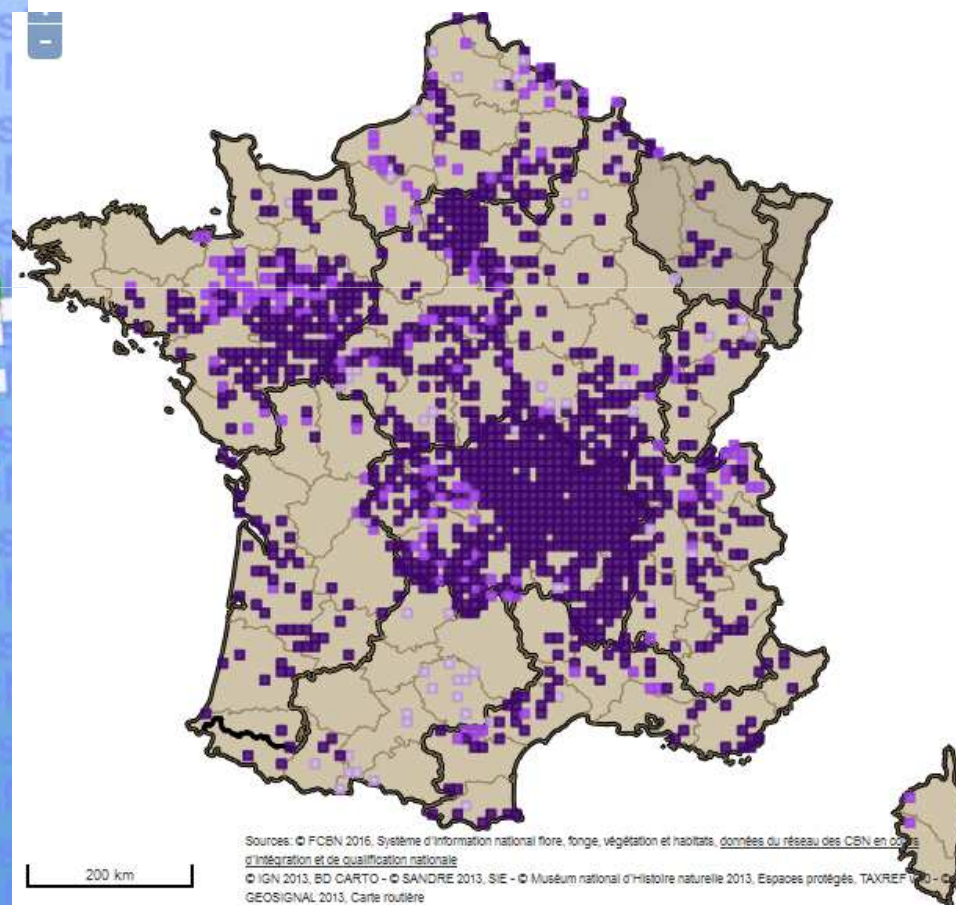 Sources: © FCBN 2016, Système d'information national flore, fonge, végétation et habitats, données du réseau des CBN en cours
d'intégration et de qualification nationale
200 km
© IGN 2013, BD CARTO - © SANDRE 2013, SIE - © Muséum national d'Histoire naturelle 2013, Espaces protégés, TAXREF
GEOSIGNAL 2013, Carte routière